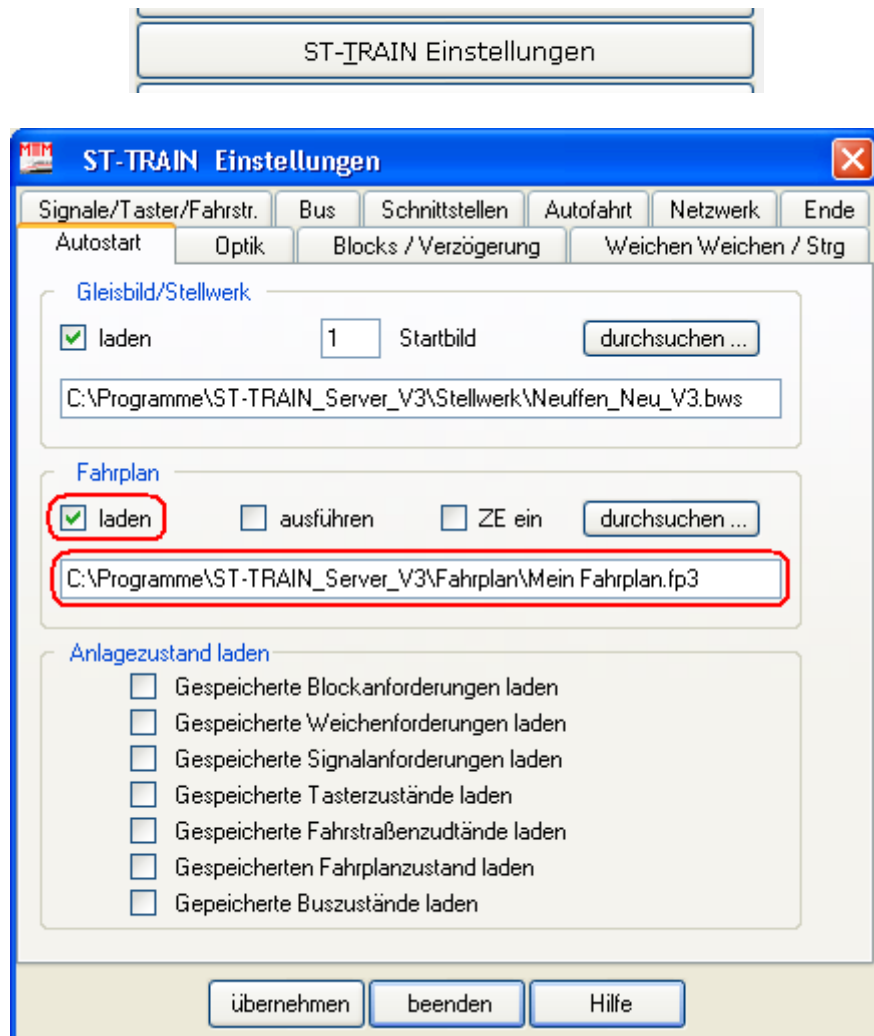 ST-TRAIN Einstellungen
MTTM ST-TRAIN Einstellungen
Signale/Taster/Fahrstr. Bus Schnittstellen Autofahrt Netzwerk Ende
Autostart Optik Blocks / Verzögerung Weichen Weichen / Strg
Gleisbild/Stellwerk
laden 1 Startbild durchsuchen ...
C:\Programme\ST-TRAIN_Server_V3\Stellwerk\Neuffen_Neu_V3.bws
Fahrplan
laden ausführen ZE ein durchsuchen ...
C:\Programme\ST-TRAIN_Server_V3\Fahrplan\Mein Fahrplan.fp3
Anlagezustand laden
Gespeicherte Blockanforderungen laden
Gespeicherte Weichenforderungen laden
Gespeicherte Signalanforderungen laden
Gespeicherte Tasterzustände laden
Gespeicherte Fahrstraßenzudtände laden
Gespeicherten Fahrplanzustand laden
Gepeicherte Buszustände laden
übernehmen beenden Hilfe